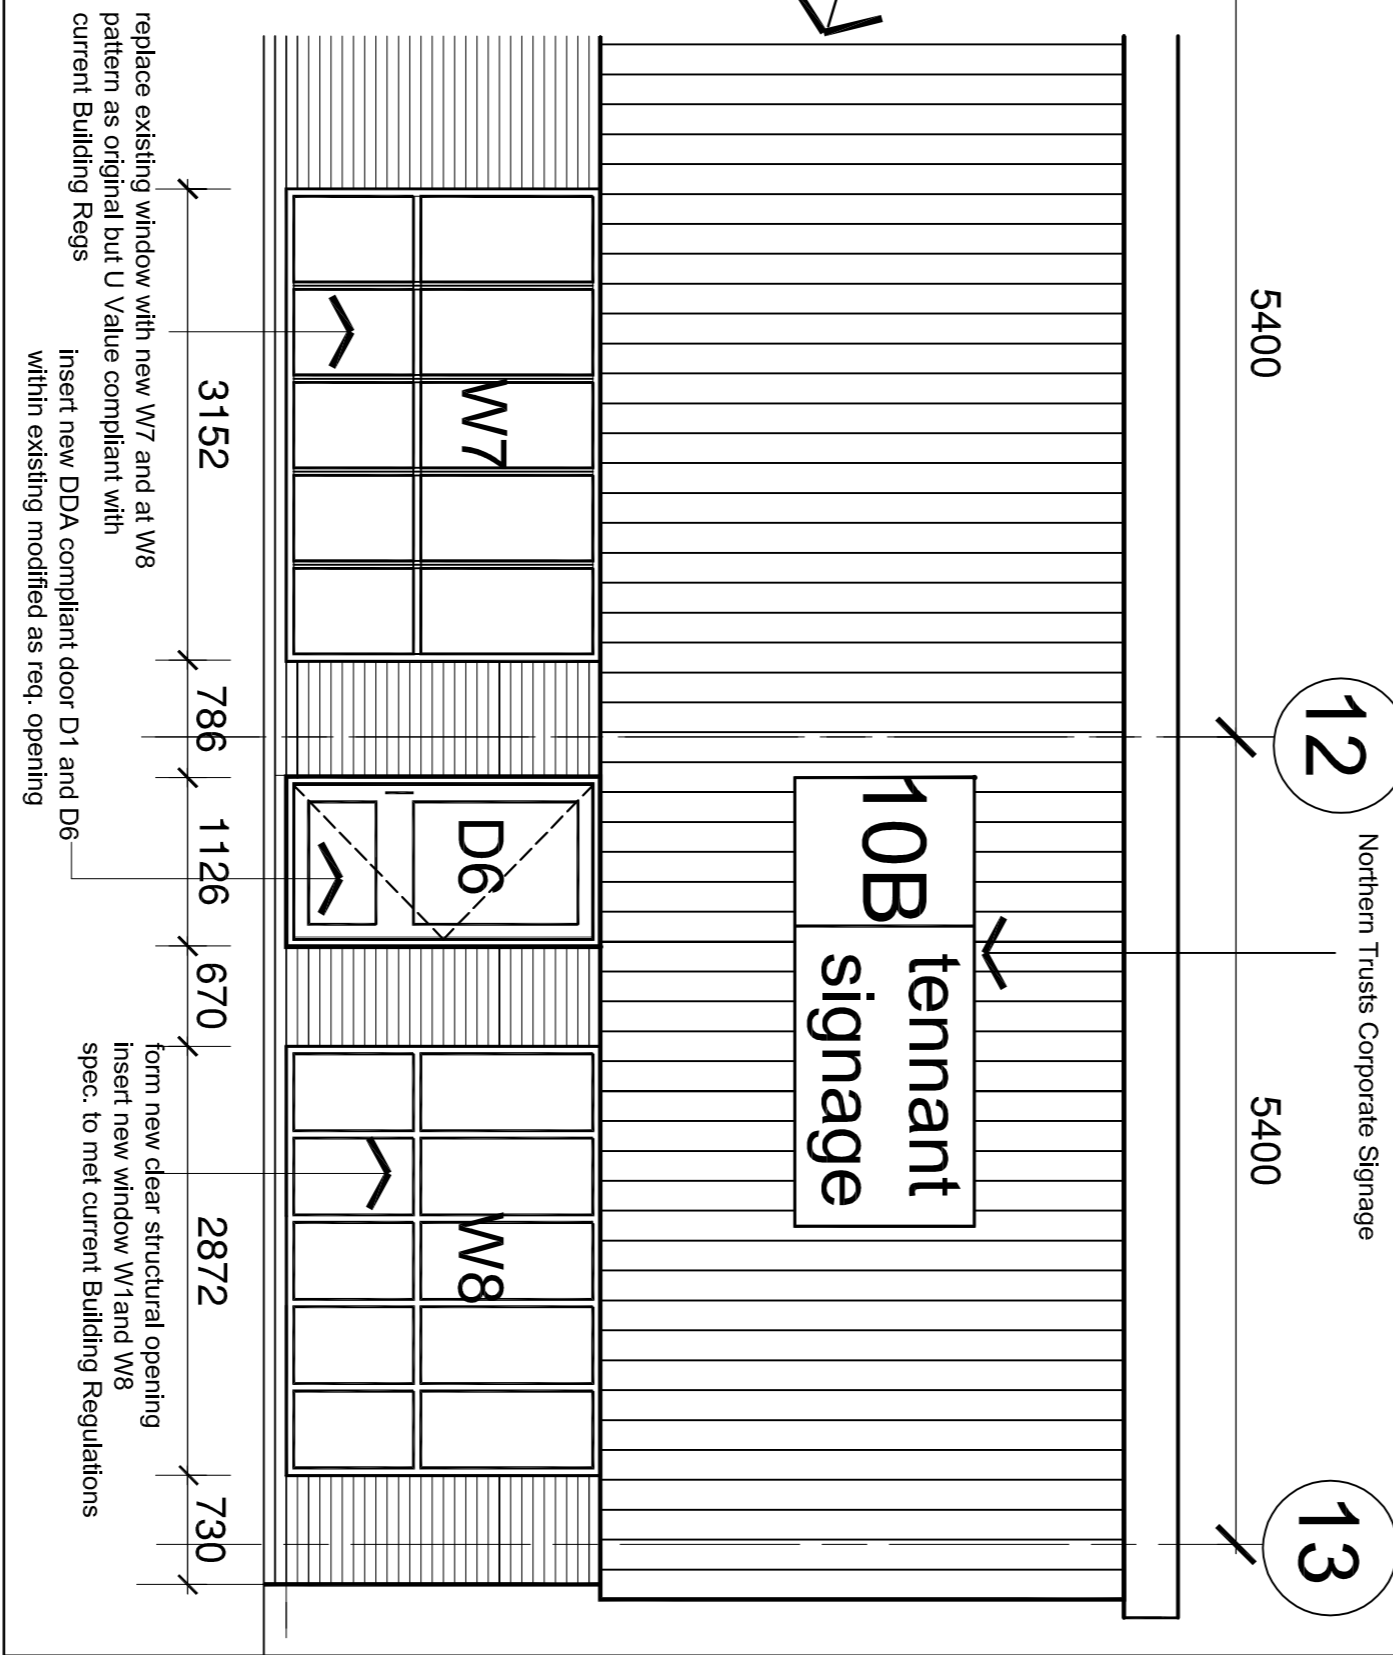 12
13
Northern Trusts Corporate Signage
5400
5400
10B
tennant
signage
W7
D6
W8
3152
786
1126
670
2872
730
replace existing window with new W7 and at W8
pattern as original but U Value compliant with
current Building Regs
insert new DDA compliant door D1 and D6
within existing modified as req. opening
form new clear structural opening
insert new window W1and W8
spec. to met current Building Regulations